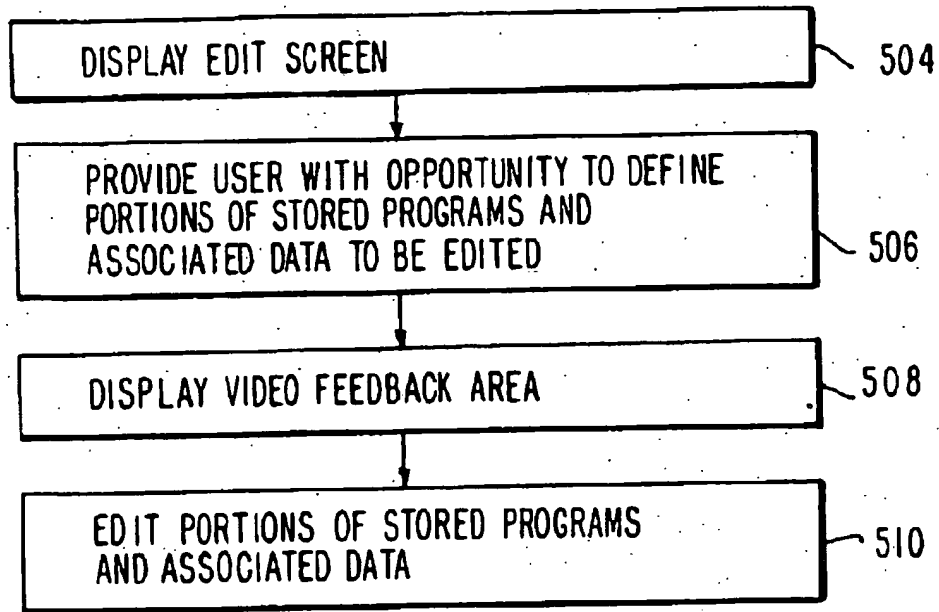 DISPLAY EDIT SCREEN
504
PROVIDE USER WITH OPPORTUNITY TO DEFINE
PORTIONS OF STORED PROGRAMS AND
ASSOCIATED DATA TO BE EDITED
506
DISPLAY VIDEO FEEDBACK AREA
508
EDIT PORTIONS OF STORED PROGRAMS
AND ASSOCIATED DATA
510